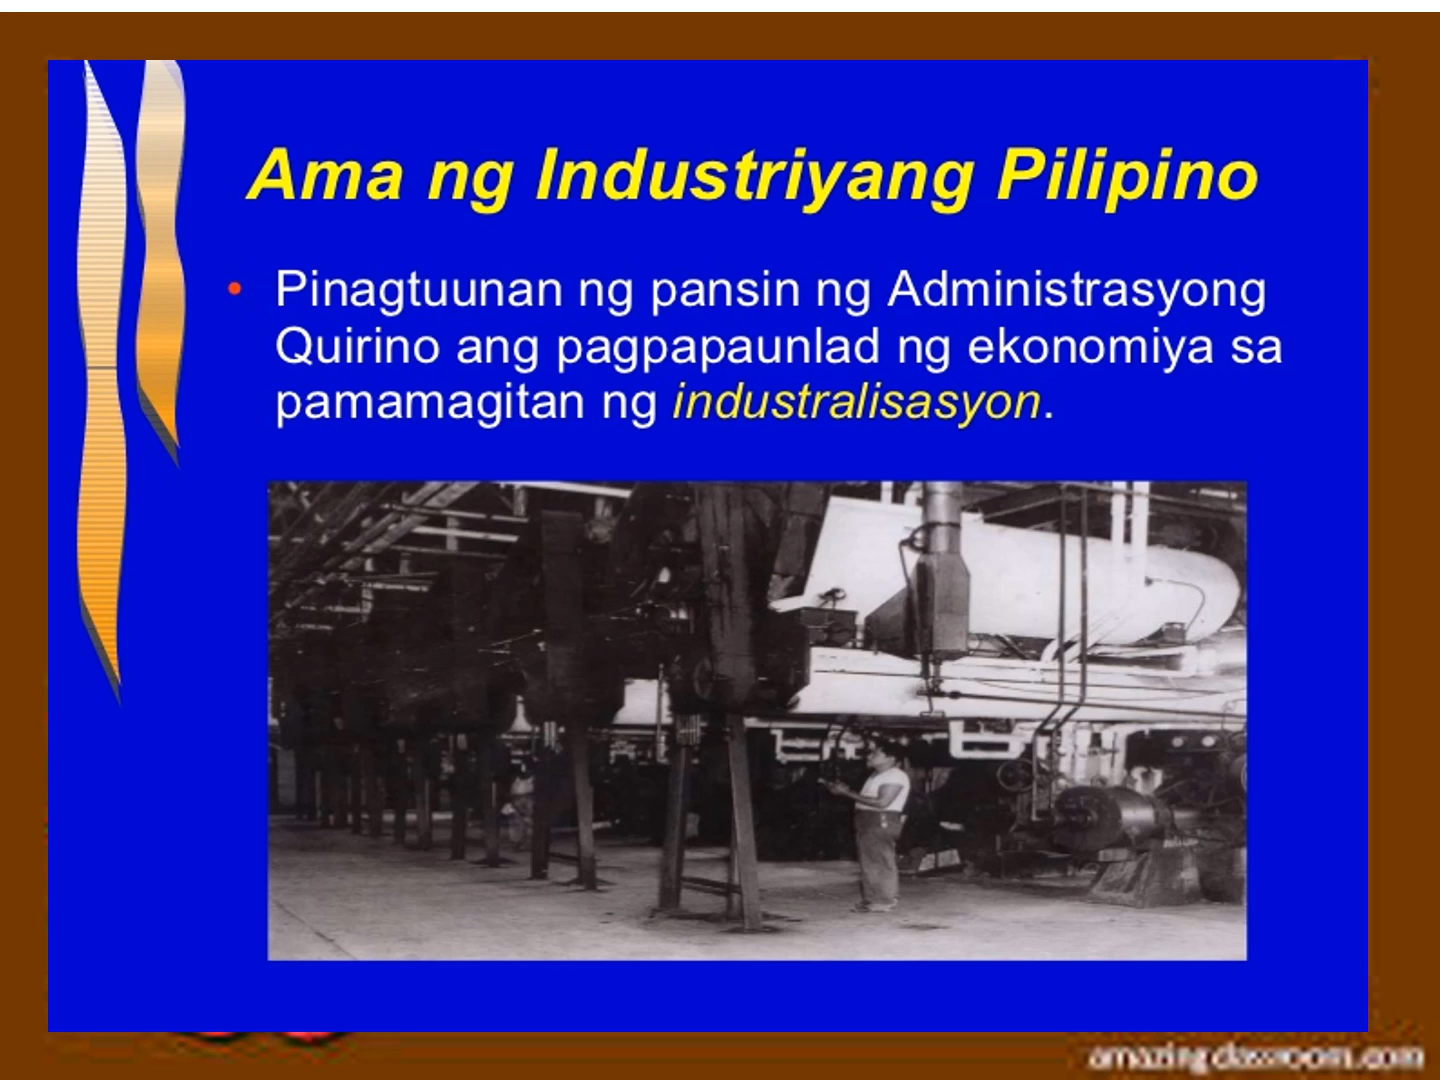 Ama ng Industriyang Pilipino
• Pinagtuunan ng pansin ng Administrasyong
Quirino ang pagpapaunlad ng ekonomiya sa
pamamagitan ng industralisasyon.
amazingclassroom.com